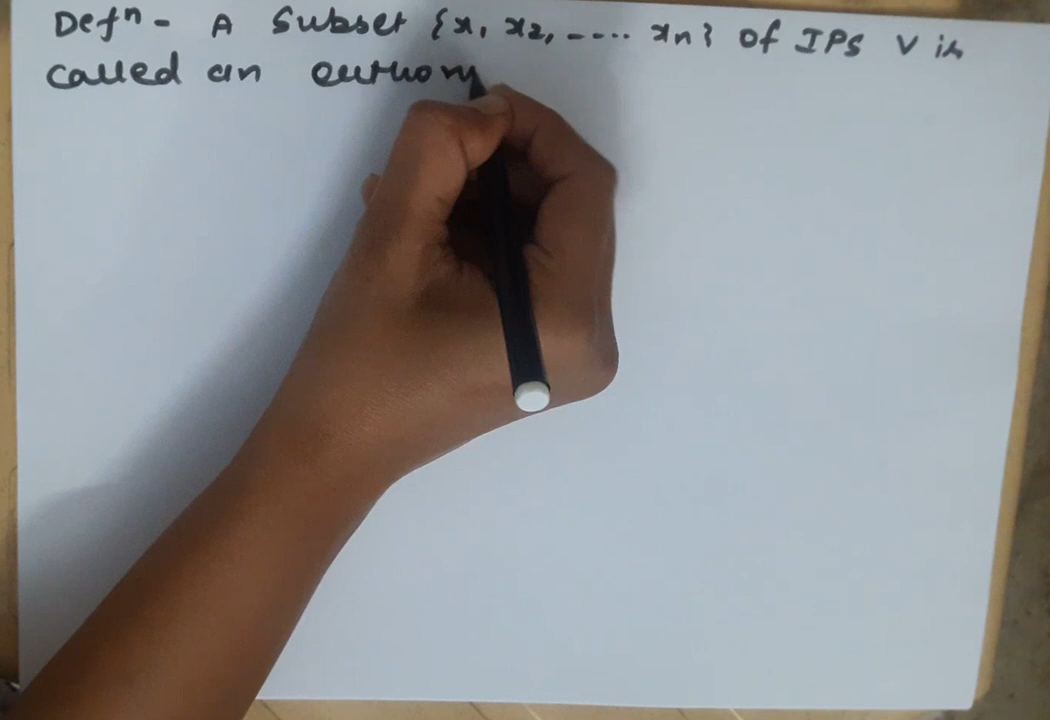 Defⁿ - A Subset {x₁, x₂, ---- xₙ} of IPS V is
called an